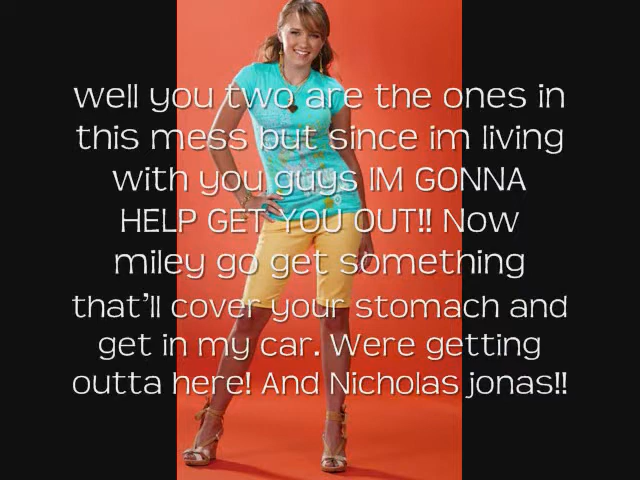 well you two are the ones in
this mess but since im living
with you guys IM GONNA
HELP GET YOU OUT!! Now
miley go get something
that'll cover your stomach and
get in my car. Were getting
outta here! And Nicholas jonas!!